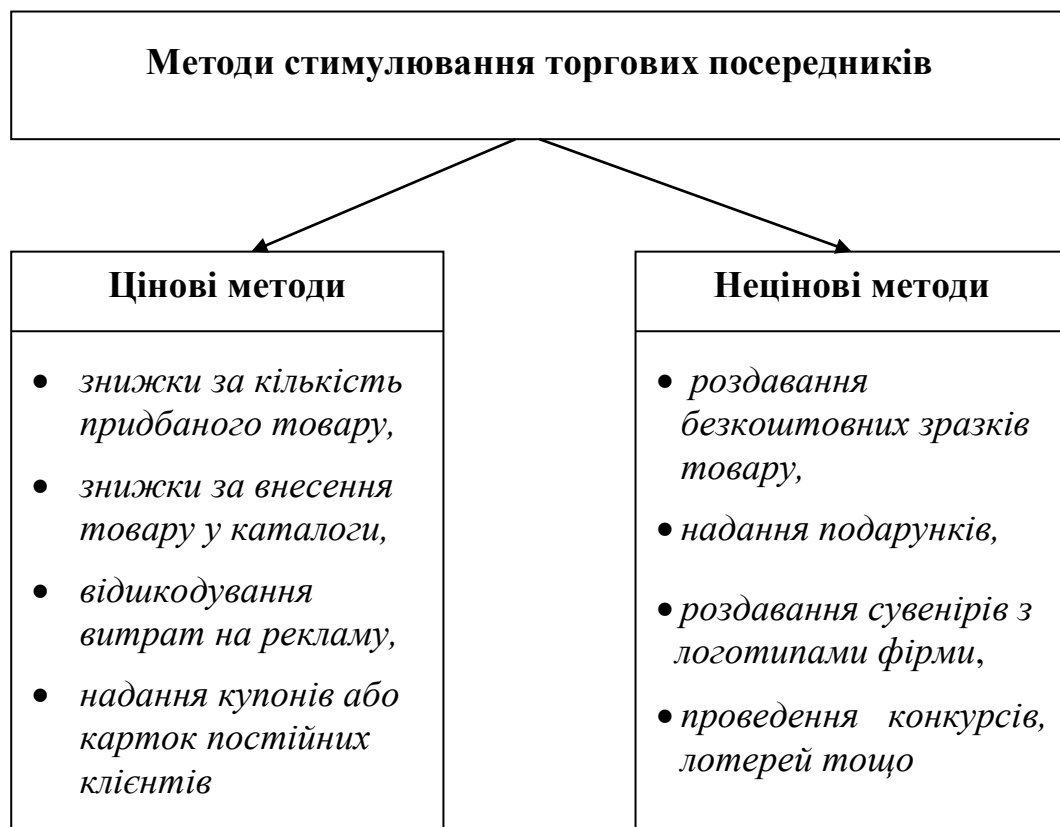 Методи стимулювання торгових посередників
Цінові методи
• знижки за кількість
придбаного товару,
• знижки за внесення
товару у каталоги,
• відшкодування
витрат на рекламу,
• надання купонів або
карток постійних
клієнтів
Нецінові методи
• роздавання
безкоштовних зразків
товару,
• надання подарунків,
• роздавання сувенірів з
логотипами фірми,
• проведення конкурсів,
лотерей тощо